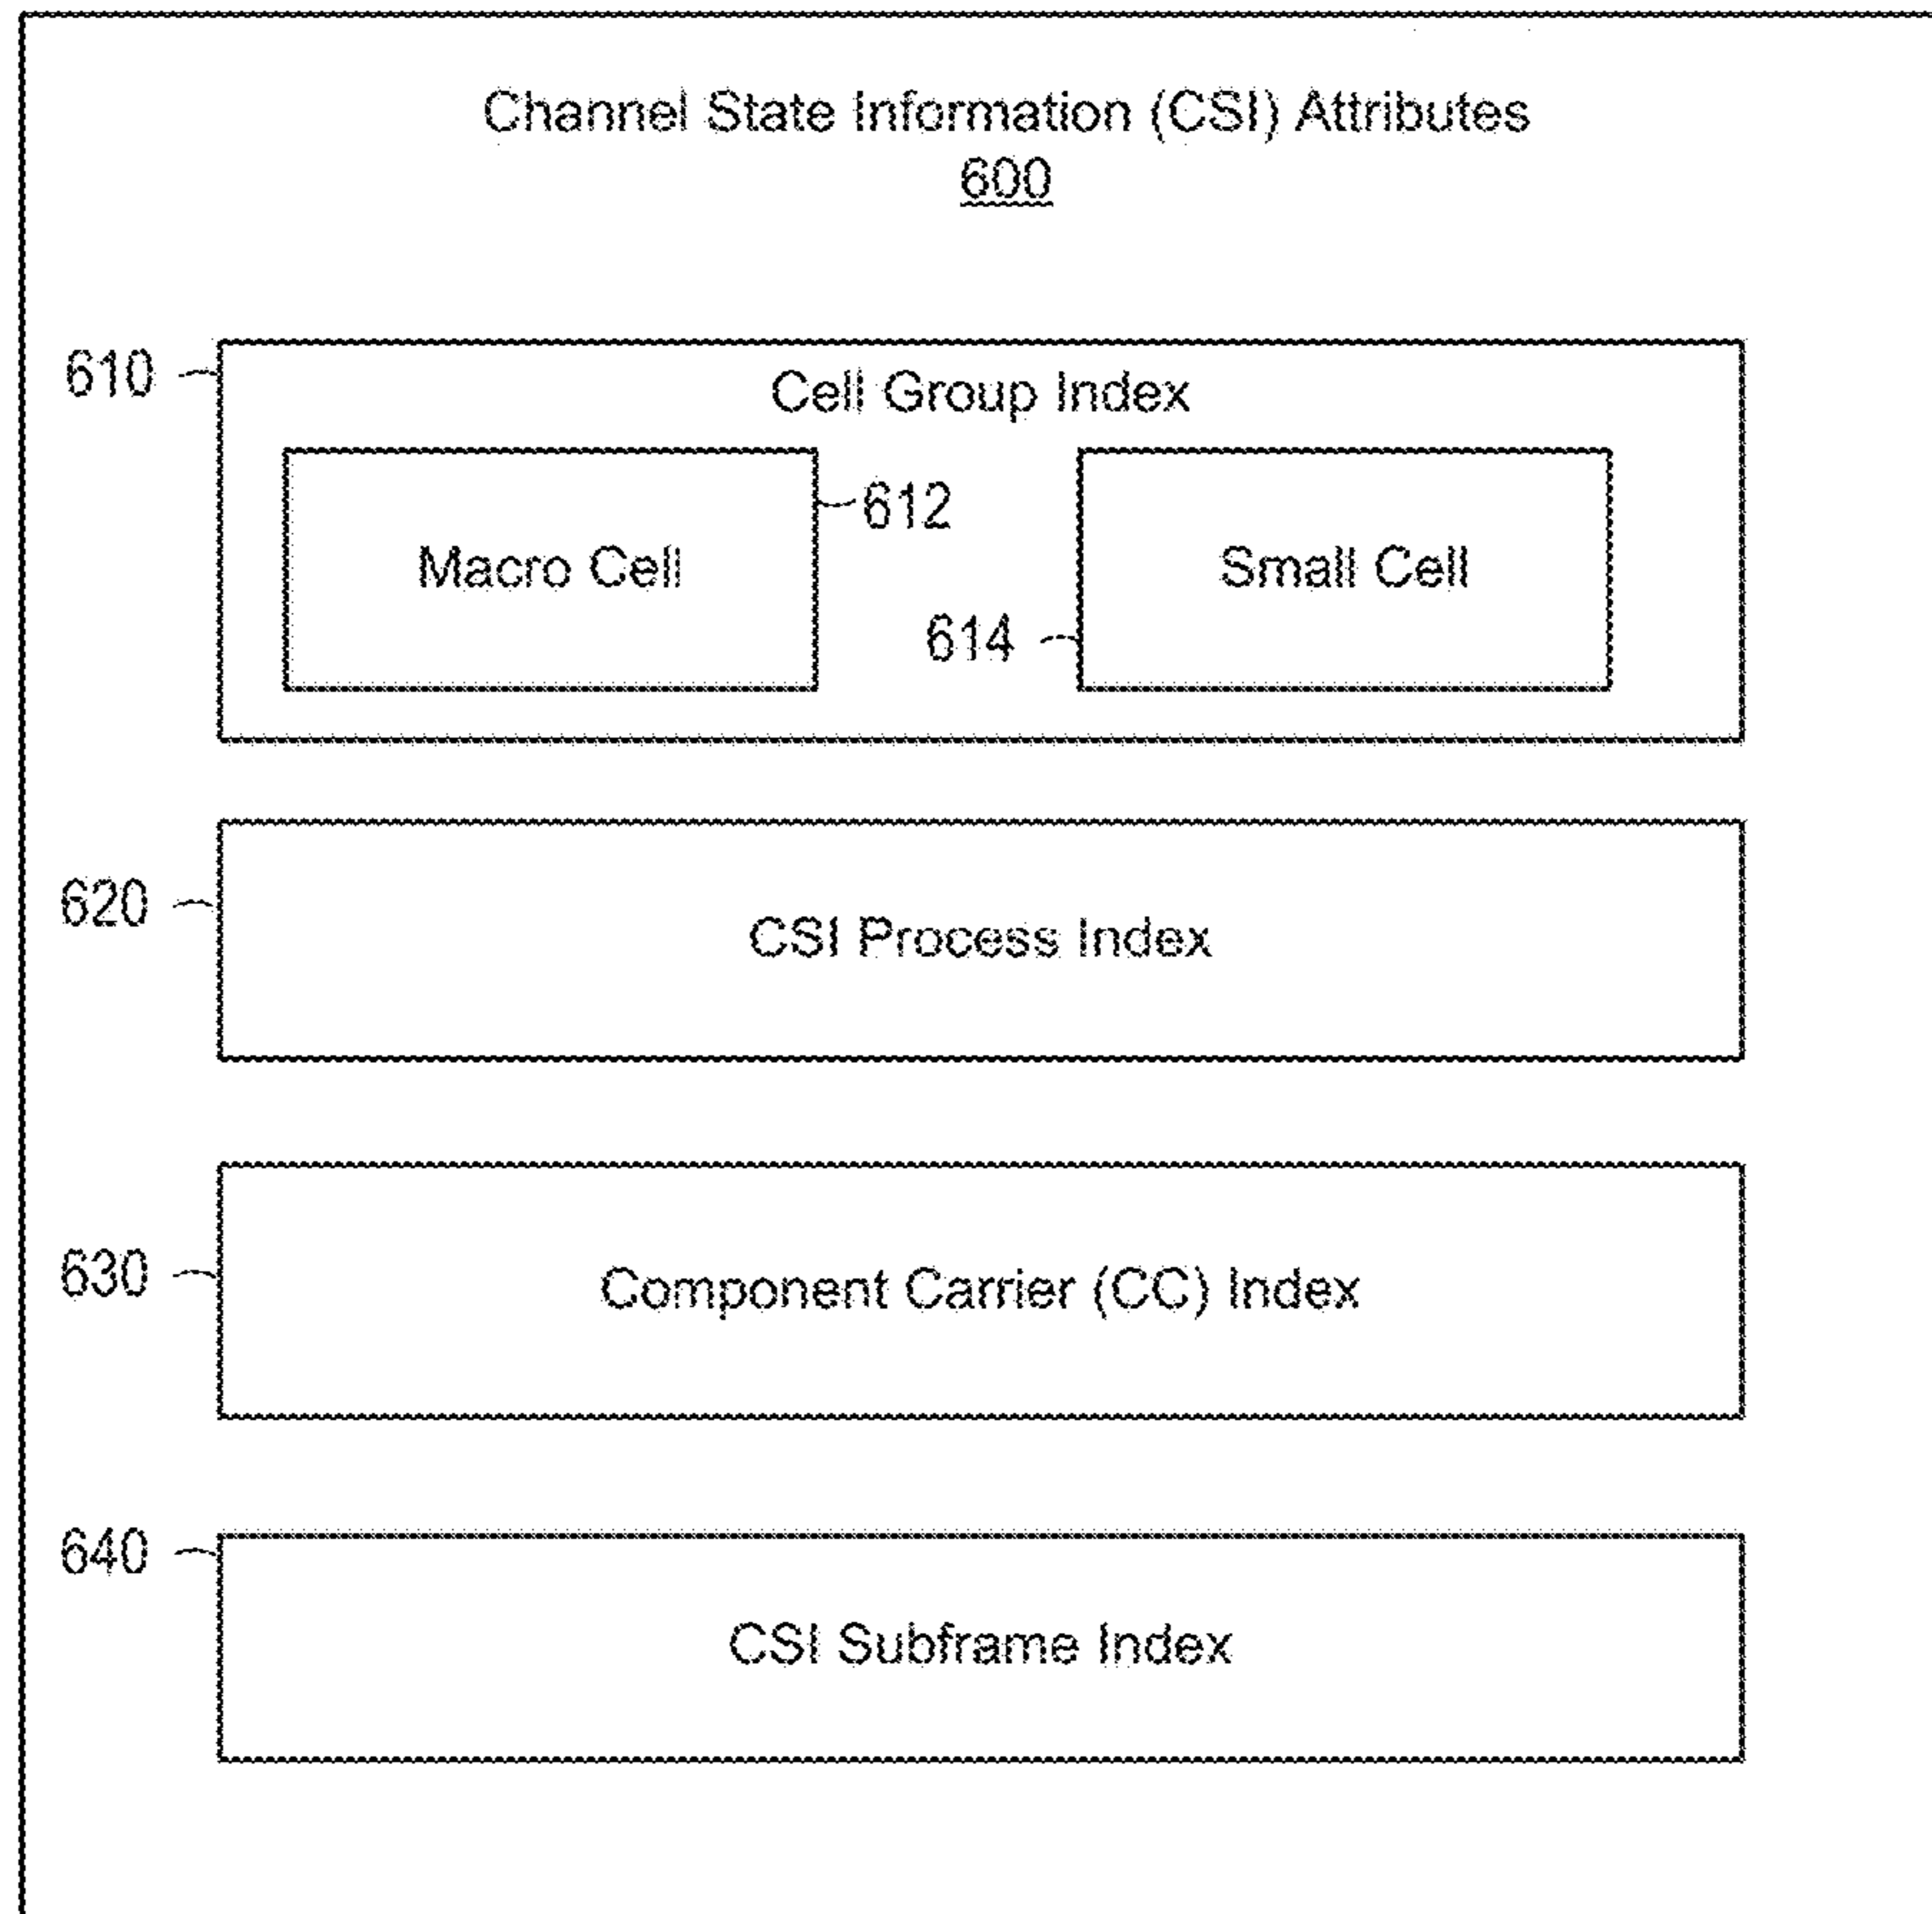 Channel State Information (CSI) Attributes
600
610
Cell Group Index
612
Macro Cell
Small Cell
614
620
CSI Process Index
630
Component Carrier (CC) Index
640
CSI Subframe Index